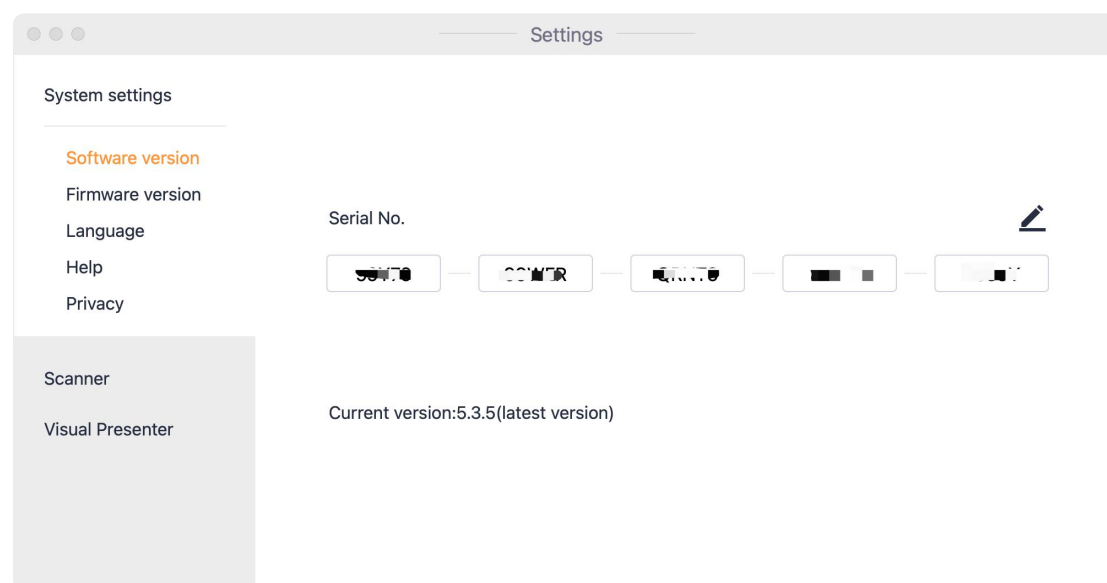 Settings
System settings
Software version
Firmware version
Language
Help
Privacy
Scanner
Visual Presenter
Serial No.
Current version:5.3.5(latest version)